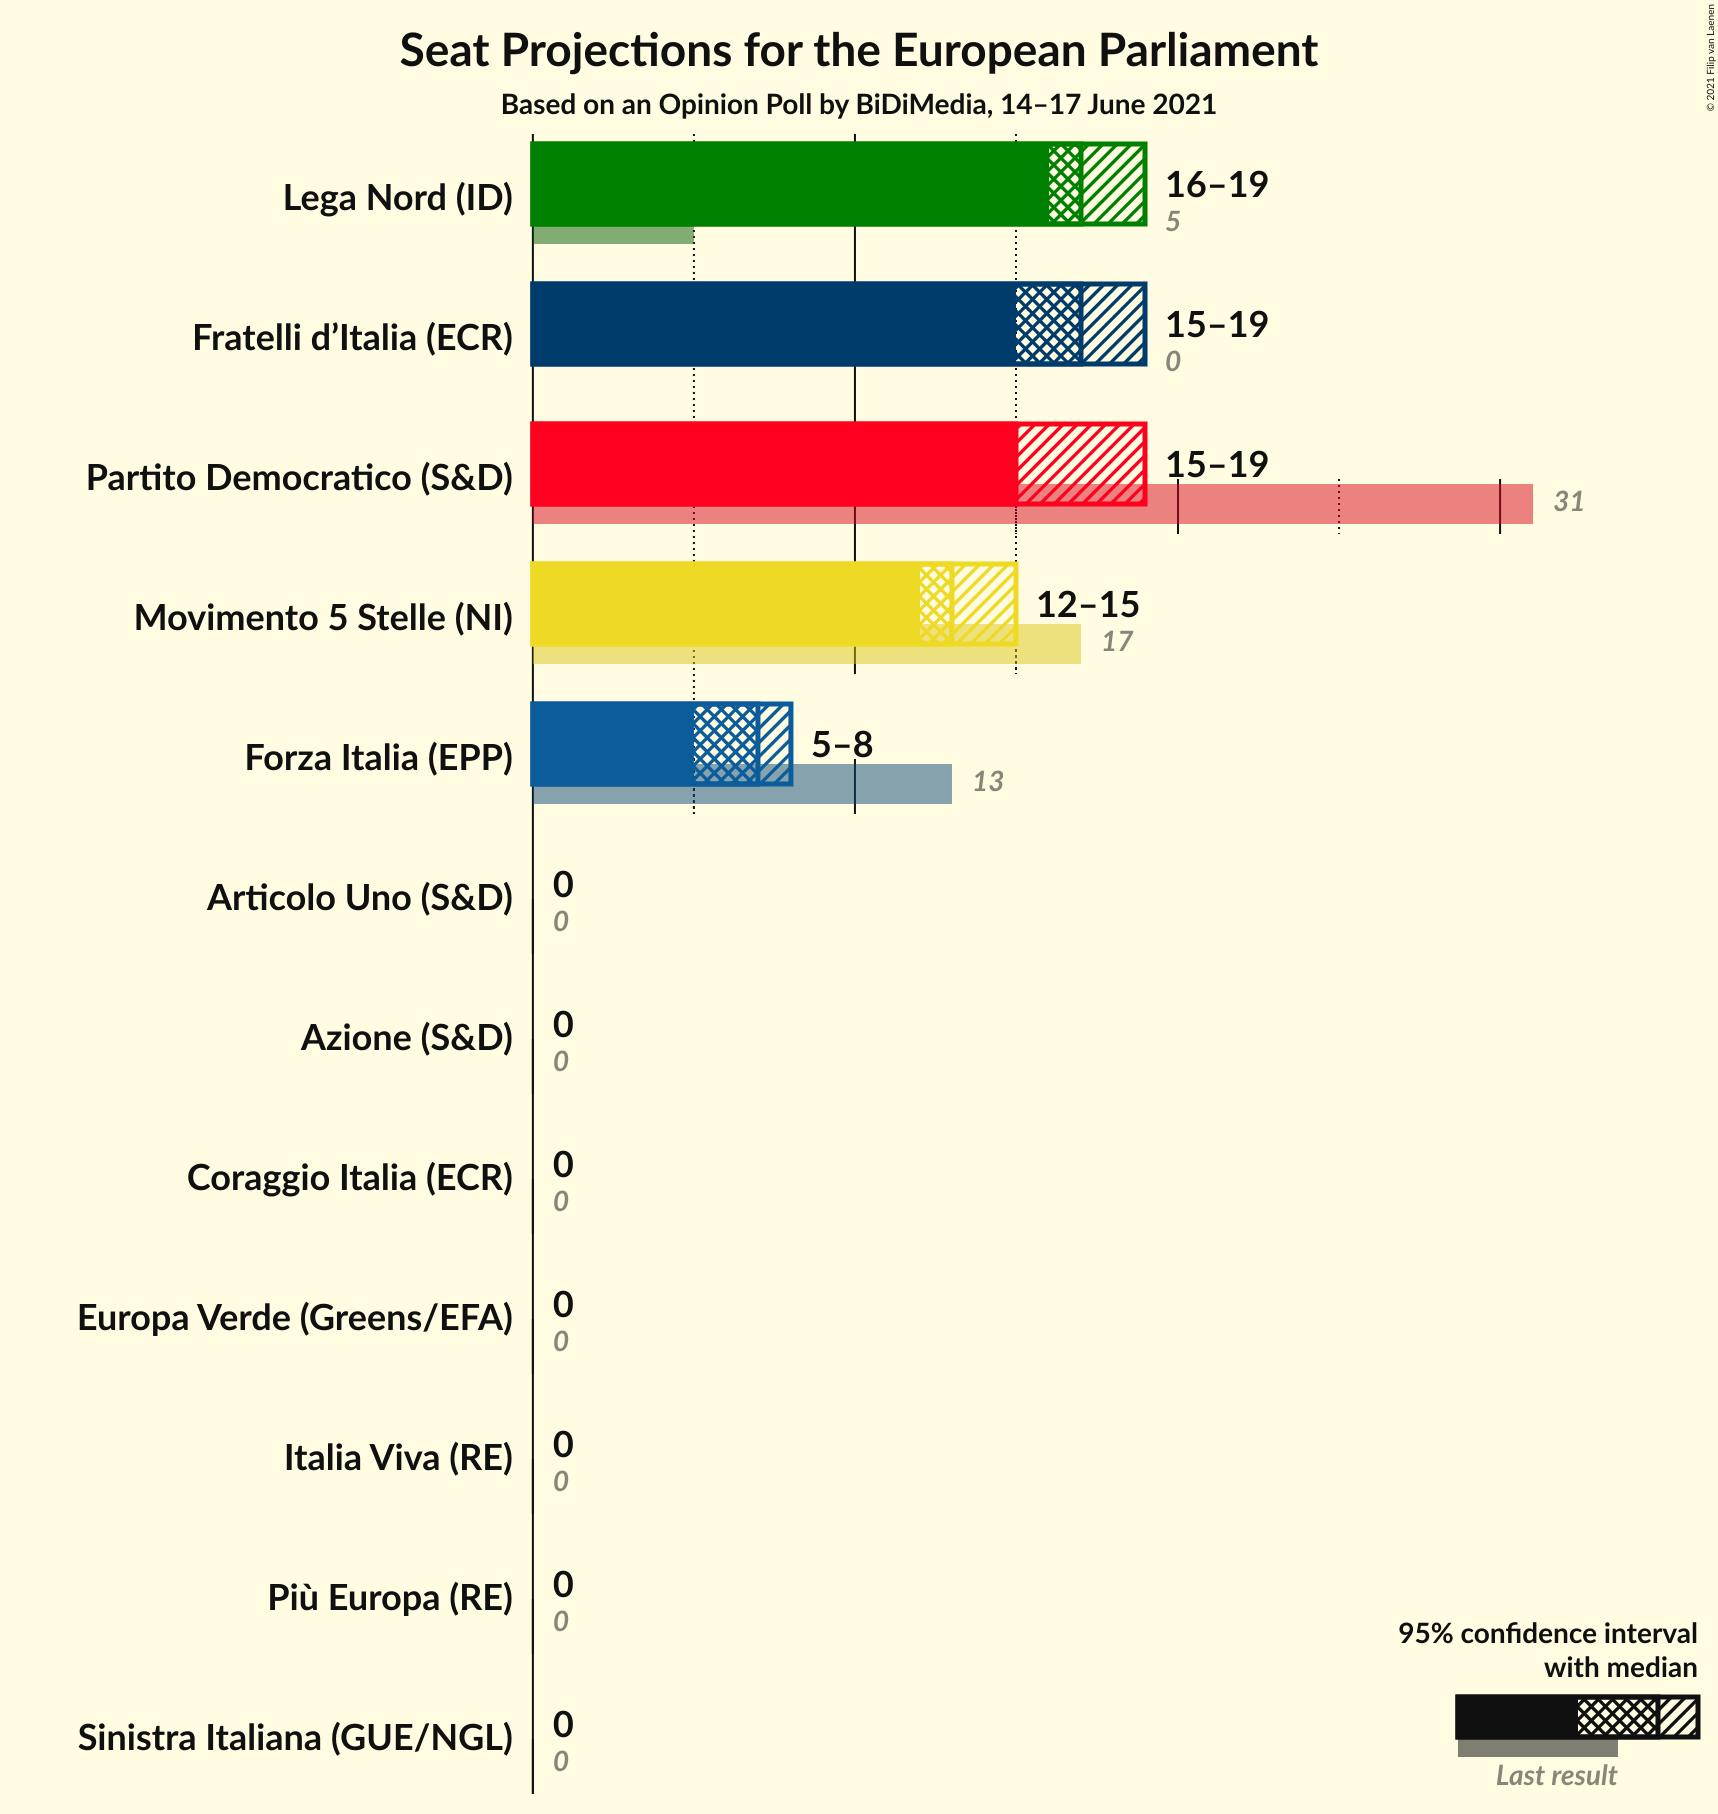 Seat Projections for the European Parliament
Based on an Opinion Poll by BiDiMedia, 14–17 June 2021
© 2021 Filip van Laenen
Lega Nord (ID)
16–19
5
Fratelli d’Italia (ECR)
15–19
0
Partito Democratico (S&D)
15–19
31
Movimento 5 Stelle (NI)
12–15
17
Forza Italia (EPP)
5–8
13
Articolo Uno (S&D)
0
0
Azione (S&D)
0
0
Coraggio Italia (ECR)
0
0
Europa Verde (Greens/EFA)
0
0
Italia Viva (RE)
0
0
Più Europa (RE)
0
0
Sinistra Italiana (GUE/NGL)
0
0
95% confidence interval
with median
Last result